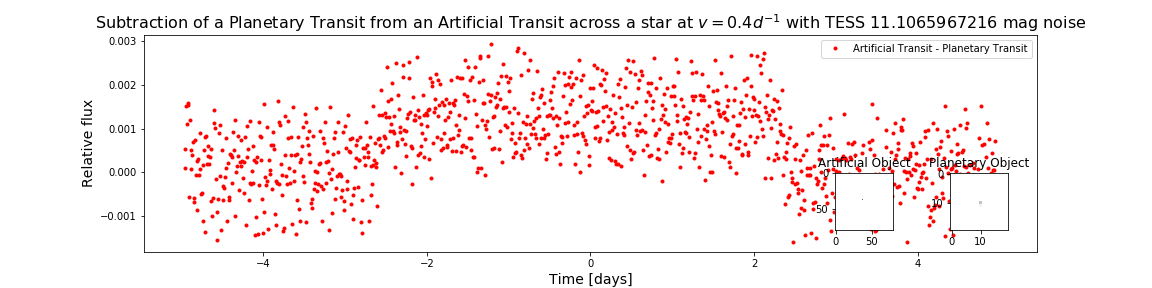 Subtraction of a Planetary Transit from an Artificial Transit across a star at v = 0.4d⁻¹ with TESS 11.1065967216 mag noise
Artificial Transit - Planetary Transit
Relative flux
0.003
0.002
0.001
0.000
−0.001
Artificial Object
0
50
0 50
Planetary Object
0
10
0 10
−4 −2 0 2 4
Time [days]